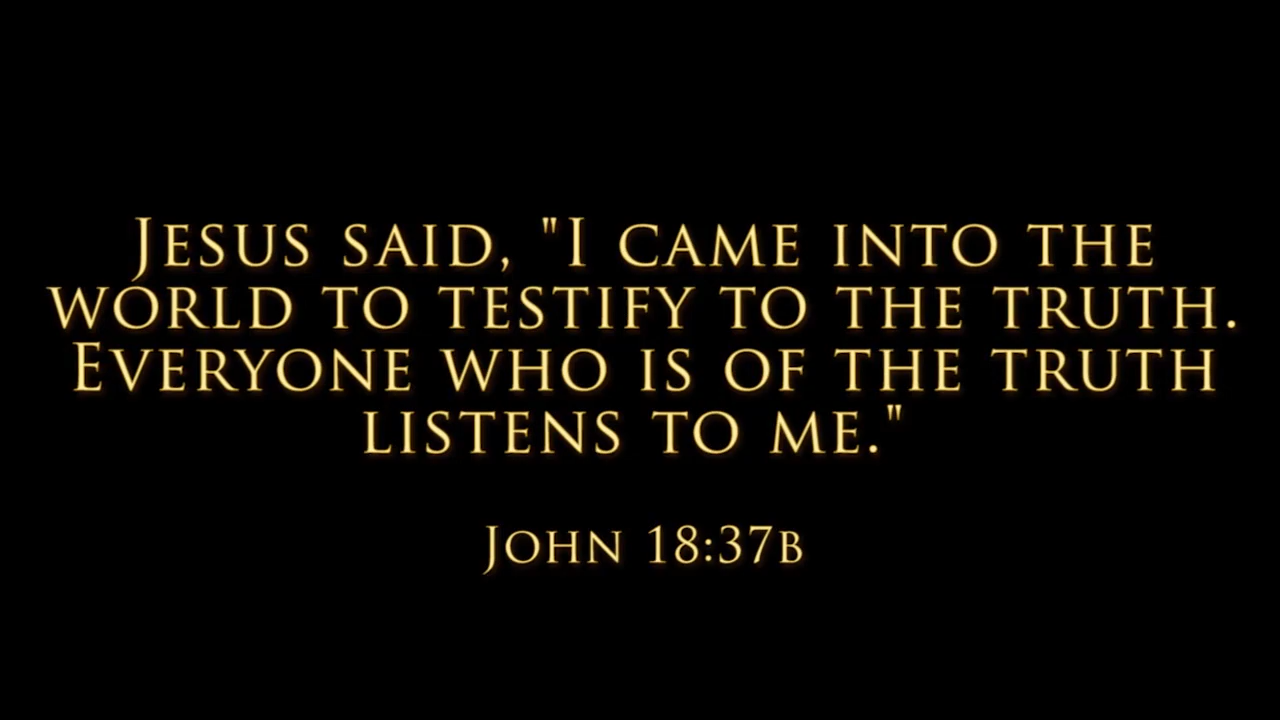 Jesus said, "I came into the
world to testify to the truth.
Everyone who is of the truth
listens to me."
John 18:37b